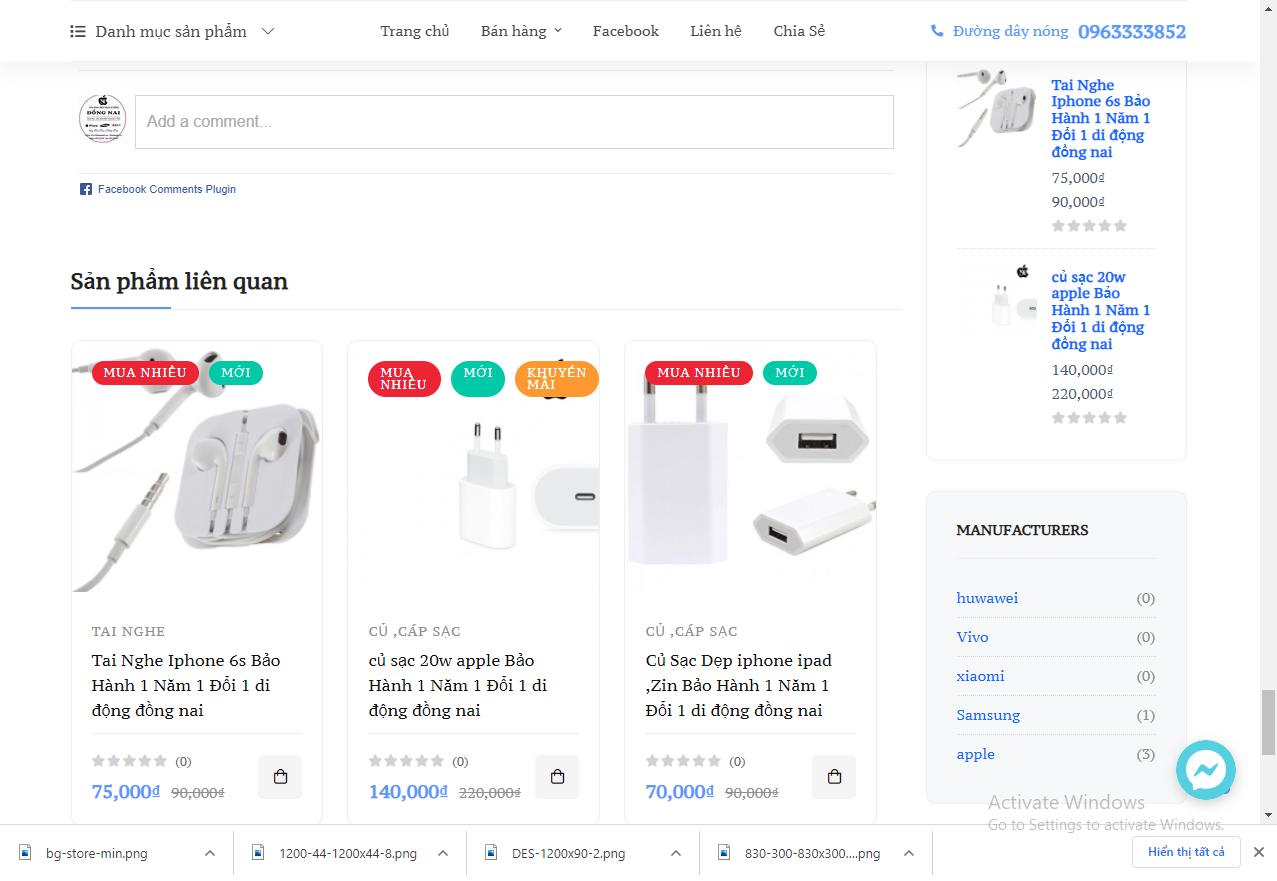 Danh mục sản phẩm
Trang chủ
Bán hàng
Facebook
Liên hệ
Chia Sẻ
Đường dây nóng 0963333852
ĐỒNG NAI
Add a comment...
Facebook Comments Plugin
Sản phẩm liên quan
MUA NHIỀU
MỚI
TAI NGHE
Tai Nghe Iphone 6s Bảo
Hành 1 Năm 1 Đổi 1 di
động đồng nai
(0)
75,000₫ 90,000₫
MUA
NHIỀU
MỚI
KHUYẾN
MÃI
CỦ ,CÁP SẠC
củ sạc 20w apple Bảo
Hành 1 Năm 1 Đổi 1 di
động đồng nai
(0)
140,000₫ 220,000₫
MUA NHIỀU
MỚI
CỦ ,CÁP SẠC
Củ Sạc Dẹp iphone ipad
,Zin Bảo Hành 1 Năm 1
Đổi 1 di động đồng nai
(0)
70,000₫ 90,000₫
Tai Nghe
Iphone 6s Bảo
Hành 1 Năm 1
Đổi 1 di động
đồng nai
75,000₫
90,000₫
củ sạc 20w
apple Bảo
Hành 1 Năm 1
Đổi 1 di động
đồng nai
140,000₫
220,000₫
MANUFACTURERS
huwawei (0)
Vivo (0)
xiaomi (0)
Samsung (1)
apple (3)
Activate Windows
Go to Settings to activate Windows.
bg-store-min.png
1200-44-1200x44-8.png
DES-1200x90-2.png
830-300-830x300....png
Hiển thị tất cả